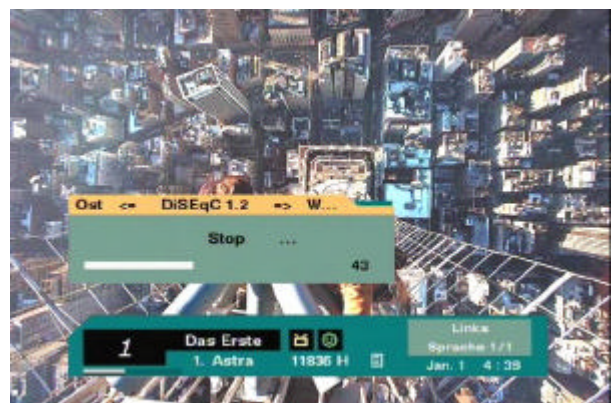 Ost <= DiSEqC 1.2 => W...
Stop ...
43
1
Das Erste
1. Astra 11836 H
Links
Sprache 1/1
Jan. 1 4:39